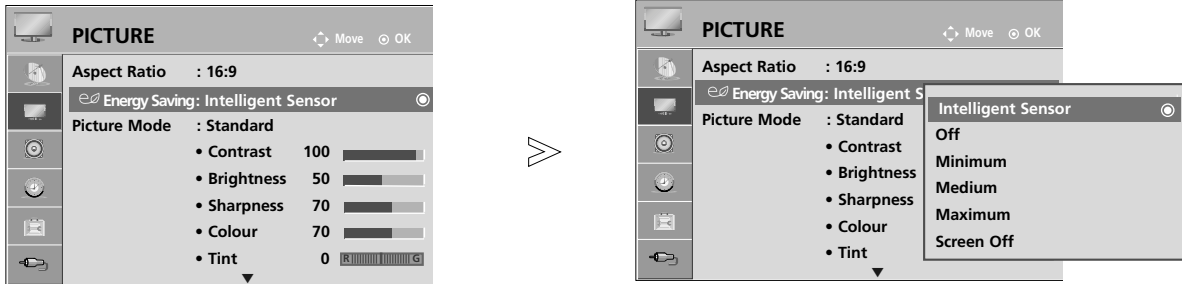 PICTURE
Move OK
Aspect Ratio : 16:9
Energy Saving: Intelligent Sensor
Picture Mode : Standard
• Contrast 100
• Brightness 50
• Sharpness 70
• Colour 70
• Tint 0 R G
PICTURE
Move OK
Aspect Ratio : 16:9
Energy Saving: Intelligent S
Picture Mode : Standard
• Contrast
• Brightness
• Sharpness
• Colour
• Tint
Intelligent Sensor
Off
Minimum
Medium
Maximum
Screen Off